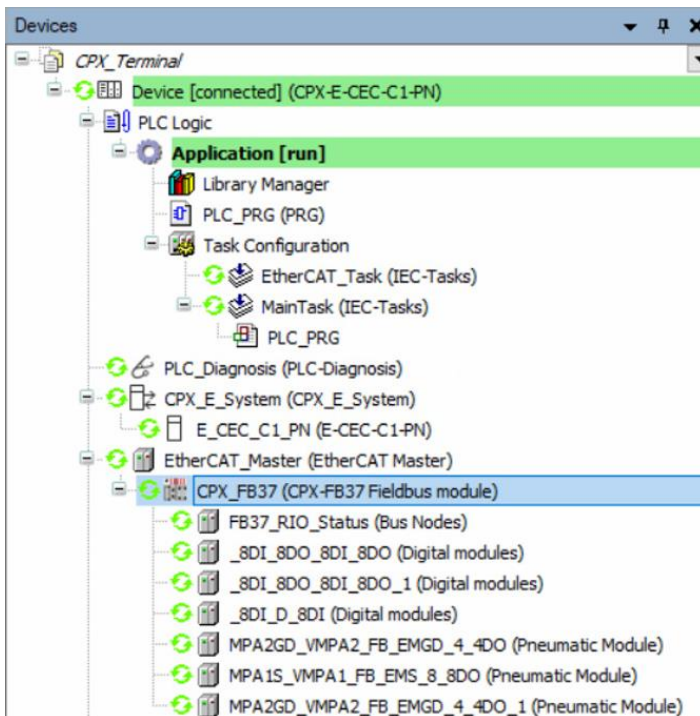 Devices
CPX_Terminal
Device [connected] (CPX-E-CEC-C1-PN)
PLC Logic
Application [run]
Library Manager
PLC_PRG (PRG)
Task Configuration
EtherCAT_Task (IEC-Tasks)
MainTask (IEC-Tasks)
PLC_PRG
PLC_Diagnosis (PLC-Diagnosis)
CPX_E_System (CPX_E_System)
E_CEC_C1_PN (E-CEC-C1-PN)
EtherCAT_Master (EtherCAT Master)
CPX_FB37 (CPX-FB37 Fieldbus module)
FB37_RIO_Status (Bus Nodes)
_8DI_8DO_8DI_8DO (Digital modules)
_8DI_8DO_8DI_8DO_1 (Digital modules)
_8DI_D_8DI (Digital modules)
MPA2GD_VMPA2_FB_EMGD_4_4DO (Pneumatic Module)
MPA1S_VMPA1_FB_EMS_8_8DO (Pneumatic Module)
MPA2GD_VMPA2_FB_EMGD_4_4DO_1 (Pneumatic Module)